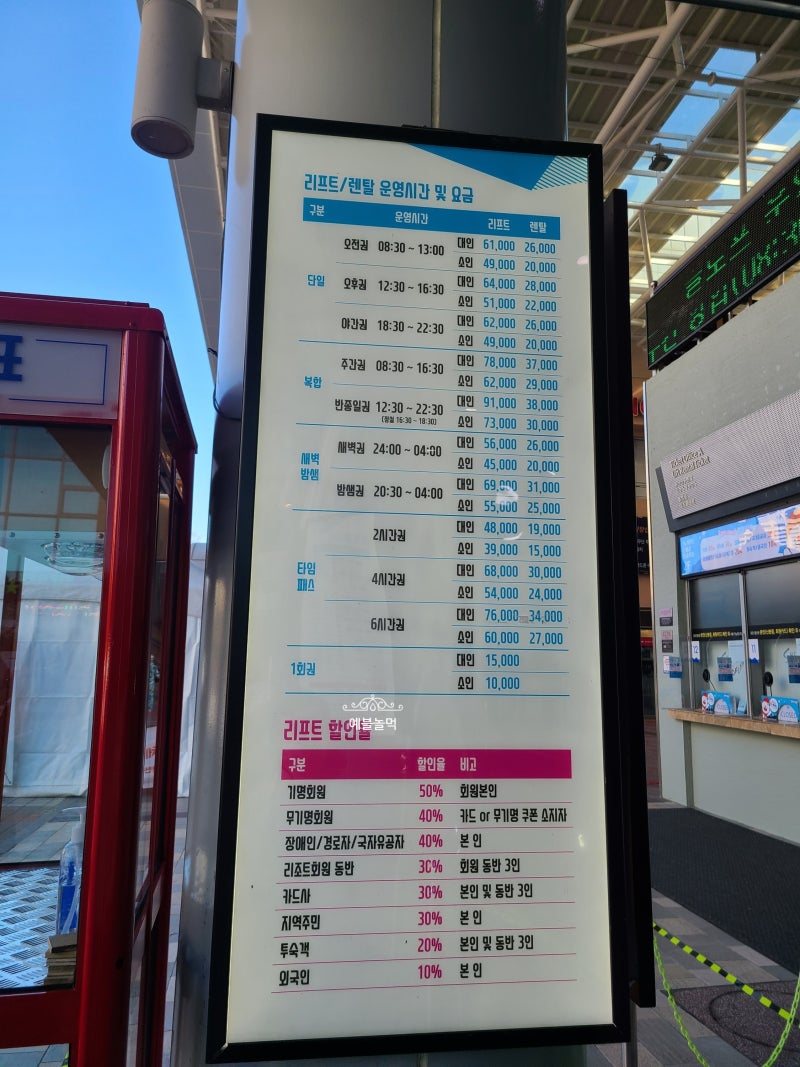 리프트/렌탈 운영시간 및 요금
구분 운영시간 리프트 렌탈
단일 오전권 08:30 ~ 13:00 대인 61,000 26,000
소인 49,000 20,000
오후권 12:30 ~ 16:30 대인 64,000 28,000
소인 51,000 22,000
야간권 18:30 ~ 22:30 대인 62,000 26,000
소인 49,000 20,000
복합 주간권 08:30 ~ 16:30 대인 78,000 37,000
소인 62,000 29,000
반종일권 12:30 ~ 22:30 대인 91,000 38,000
(정설 16:30 ~ 18:30) 소인 73,000 30,000
새벽 밤샘 새벽권 24:00 ~ 04:00 대인 56,000 26,000
소인 45,000 20,000
밤샘권 20:30 ~ 04:00 대인 69,000 31,000
소인 55,000 25,000
타임 패스 2시간권 대인 48,000 19,000
소인 39,000 15,000
4시간권 대인 68,000 30,000
소인 54,000 24,000
6시간권 대인 76,000 34,000
소인 60,000 27,000
1회권 대인 15,000
소인 10,000
예블놀먹
리프트 할인율
구분 할인율 비고
기명회원 50% 회원본인
무기명회원 40% 카드 or 무기명 쿠폰 소지자
장애인/경로자/국자유공자 40% 본 인
리조트회원 동반 30% 회원 동반 3인
카드사 30% 본인 및 동반 3인
지역주민 30% 본 인
투숙객 20% 본인 및 동반 3인
외국인 10% 본 인
표
12
11